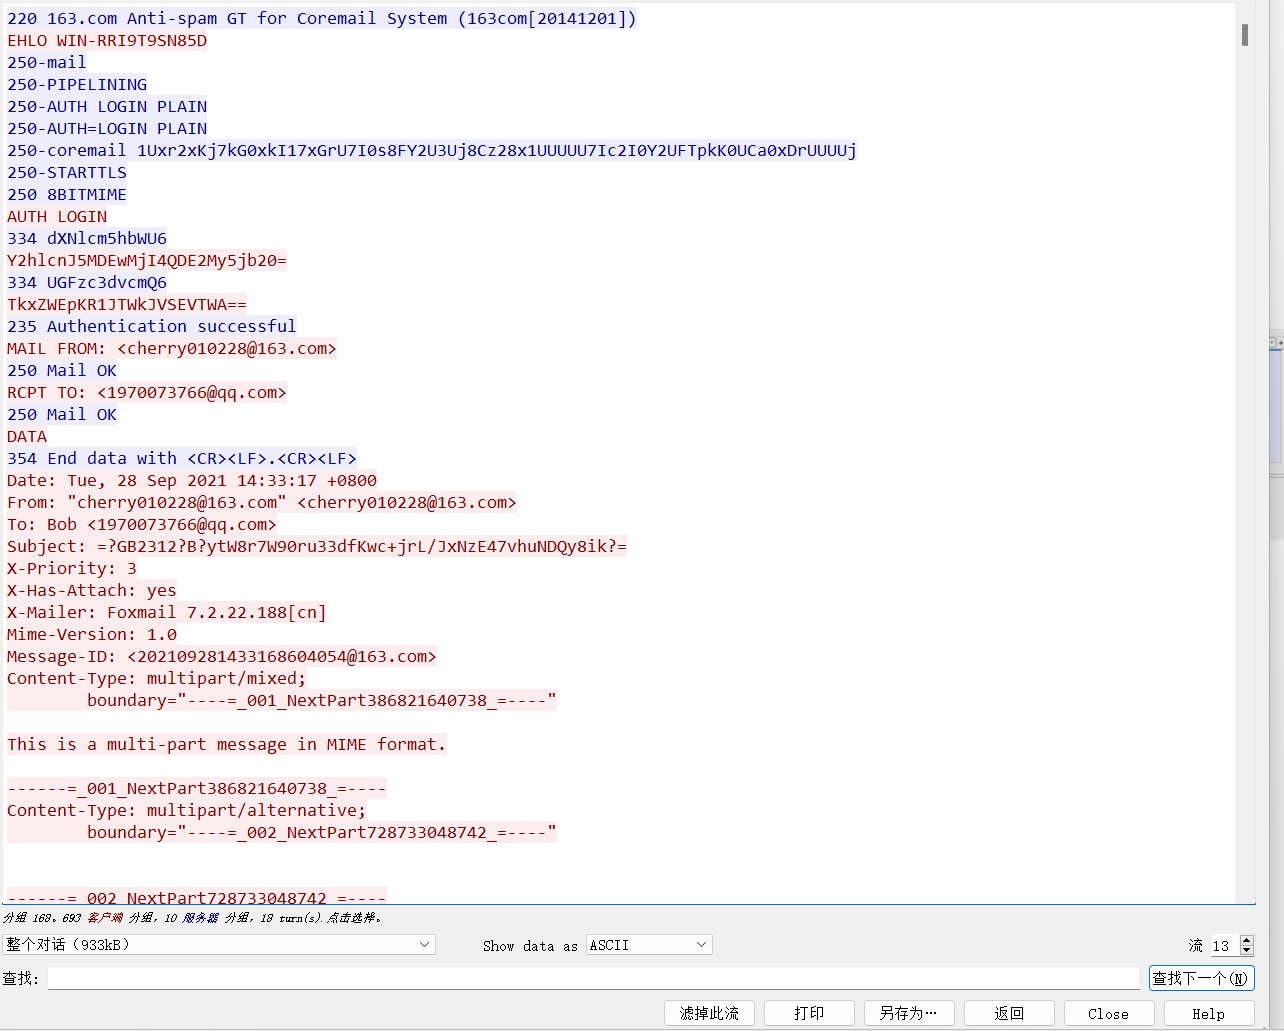 220 163.com Anti-spam GT for Coremail System (163com[20141201])
EHLO WIN-RRI9T9SN85D
250-mail
250-PIPELINING
250-AUTH LOGIN PLAIN
250-AUTH=LOGIN PLAIN
250-coremail 1Uxr2xKj7kG0xkI17xGrU7I0s8FY2U3Uj8Cz28x1UUUUU7Ic2I0Y2UFTpkK0UCa0xDrUUUUj
250-STARTTLS
250 8BITMIME
AUTH LOGIN
334 dXNlcm5hbWU6
Y2hlcnJ5MDEwMjI4QDE2My5jb20=
334 UGFzc3dvcmQ6
TkxZWEpKR1JTWkJVSEVTWA==
235 Authentication successful
MAIL FROM: <cherry010228@163.com>
250 Mail OK
RCPT TO: <1970073766@qq.com>
250 Mail OK
DATA
354 End data with <CR><LF>.<CR><LF>
Date: Tue, 28 Sep 2021 14:33:17 +0800
From: "cherry010228@163.com" <cherry010228@163.com>
To: Bob <1970073766@qq.com>
Subject: =?GB2312?B?ytW8r7W90ru33dfKwc+jrL/JxNzE47vhuNDQy8ik?=
X-Priority: 3
X-Has-Attach: yes
X-Mailer: Foxmail 7.2.22.188[cn]
Mime-Version: 1.0
Message-ID: <202109281433168604054@163.com>
Content-Type: multipart/mixed;
boundary="----=_001_NextPart386821640738_=----"
This is a multi-part message in MIME format.
------=_001_NextPart386821640738_=----
Content-Type: multipart/alternative;
boundary="----=_002_NextPart728733048742_=----"
------=_002_NextPart728733048742_=----
分组 168。693 客户端 分组, 10 服务器 分组, 18 turn(s).点击选择。
整个对话（933kB）
Show data as ASCII
流 13
查找:
查找下一个(N)
滤掉此流 打印 另存为… 返回 Close Help